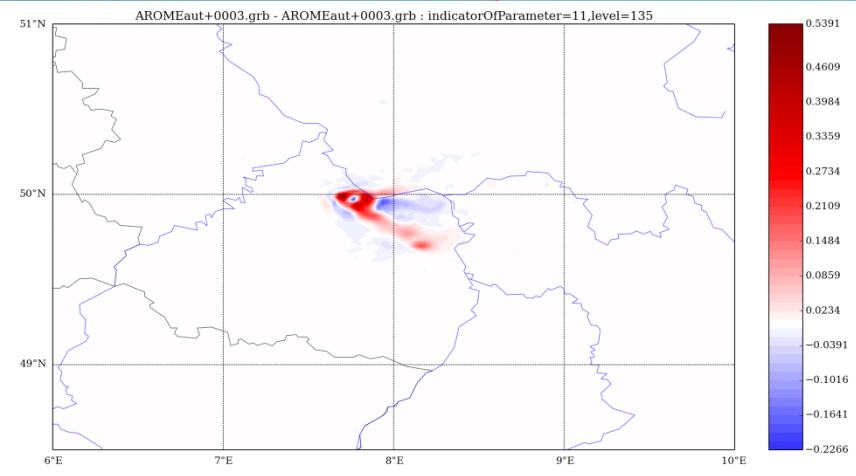 AROMEaut+0003.grb - AROMEaut+0003.grb : indicatorOfParameter=11,level=135
51°N
50°N
49°N
6°E
7°E
8°E
9°E
10°E
0.5391
0.4609
0.3984
0.3359
0.2734
0.2109
0.1484
0.0859
0.0234
−0.0391
−0.1016
−0.1641
−0.2266